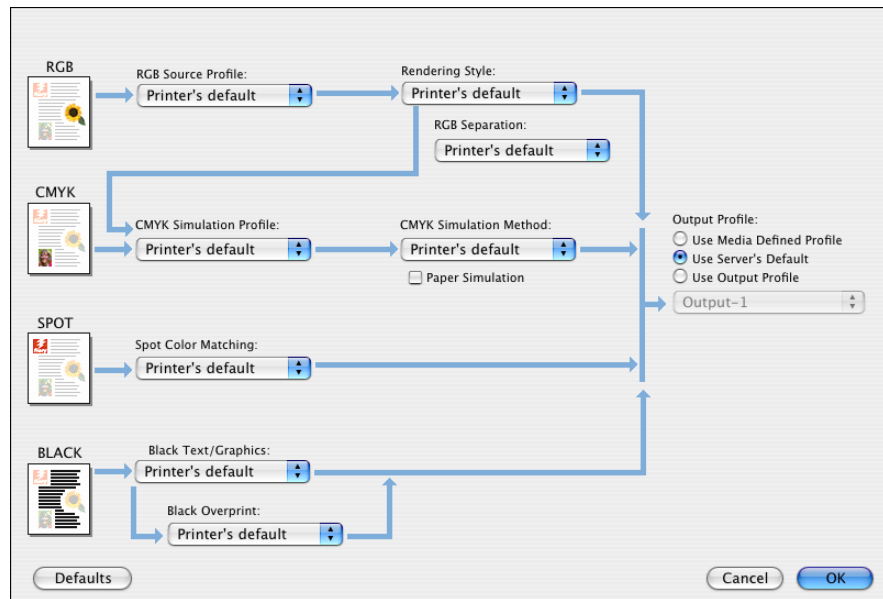 RGB
RGB Source Profile:
Printer's default
Rendering Style:
Printer's default
RGB Separation:
Printer's default
CMYK
CMYK Simulation Profile:
Printer's default
CMYK Simulation Method:
Printer's default
Paper Simulation
Output Profile:
Use Media Defined Profile
Use Server's Default
Use Output Profile
Output-1
SPOT
Spot Color Matching:
Printer's default
BLACK
Black Text/Graphics:
Printer's default
Black Overprint:
Printer's default
Defaults
Cancel
OK